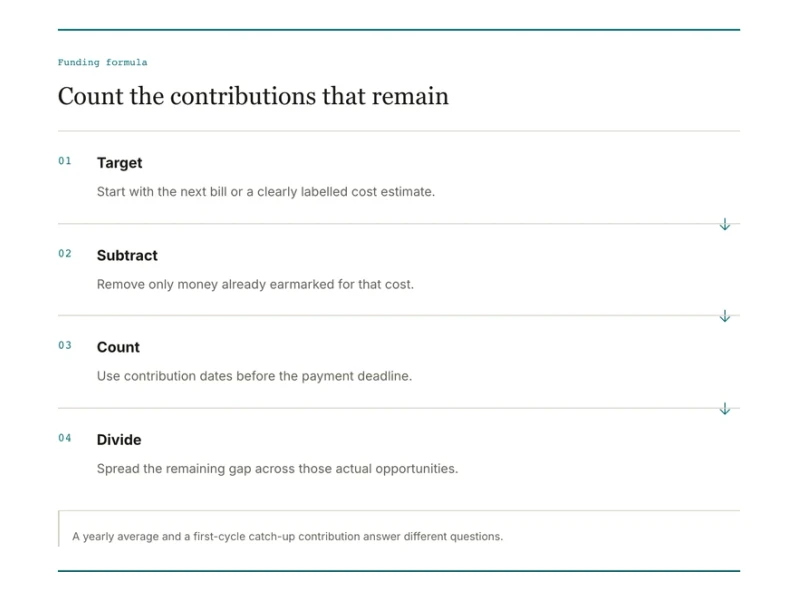 Funding formula
Count the contributions that remain
01 Target
Start with the next bill or a clearly labelled cost estimate.
02 Subtract
Remove only money already earmarked for that cost.
03 Count
Use contribution dates before the payment deadline.
04 Divide
Spread the remaining gap across those actual opportunities.
A yearly average and a first-cycle catch-up contribution answer different questions.